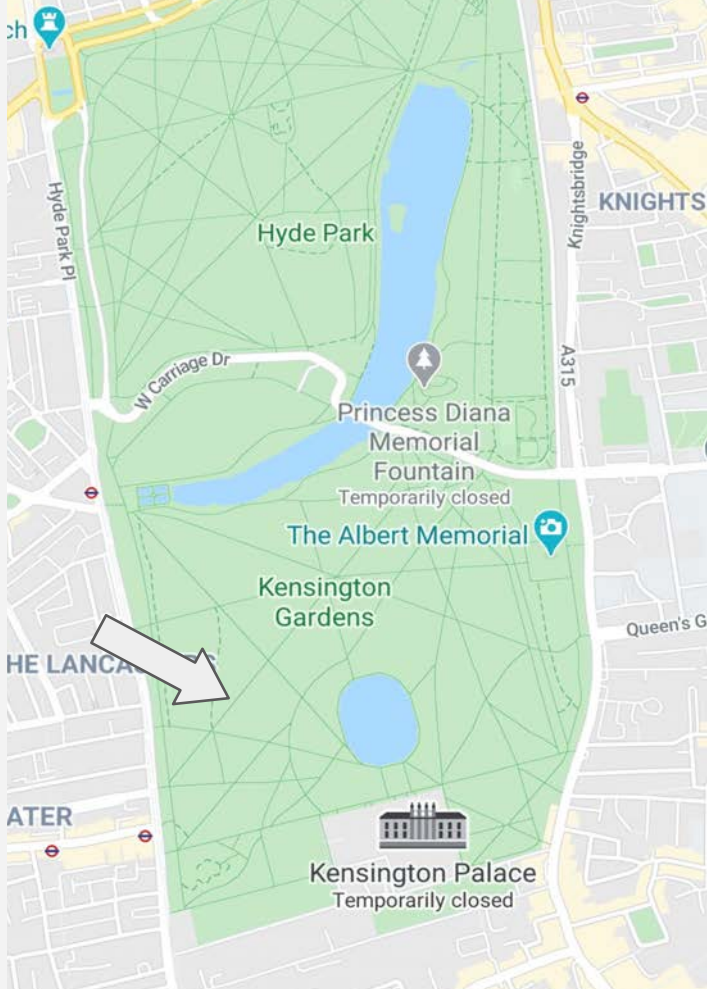 ch
Hyde Park Pl
Knightsbridge
KNIGHTS
Hyde Park
W Carriage Dr
A315
Princess Diana
Memorial
Fountain
Temporarily closed
The Albert Memorial
Kensington
Gardens
Queen's G
HE LANCA
ATER
Kensington Palace
Temporarily closed